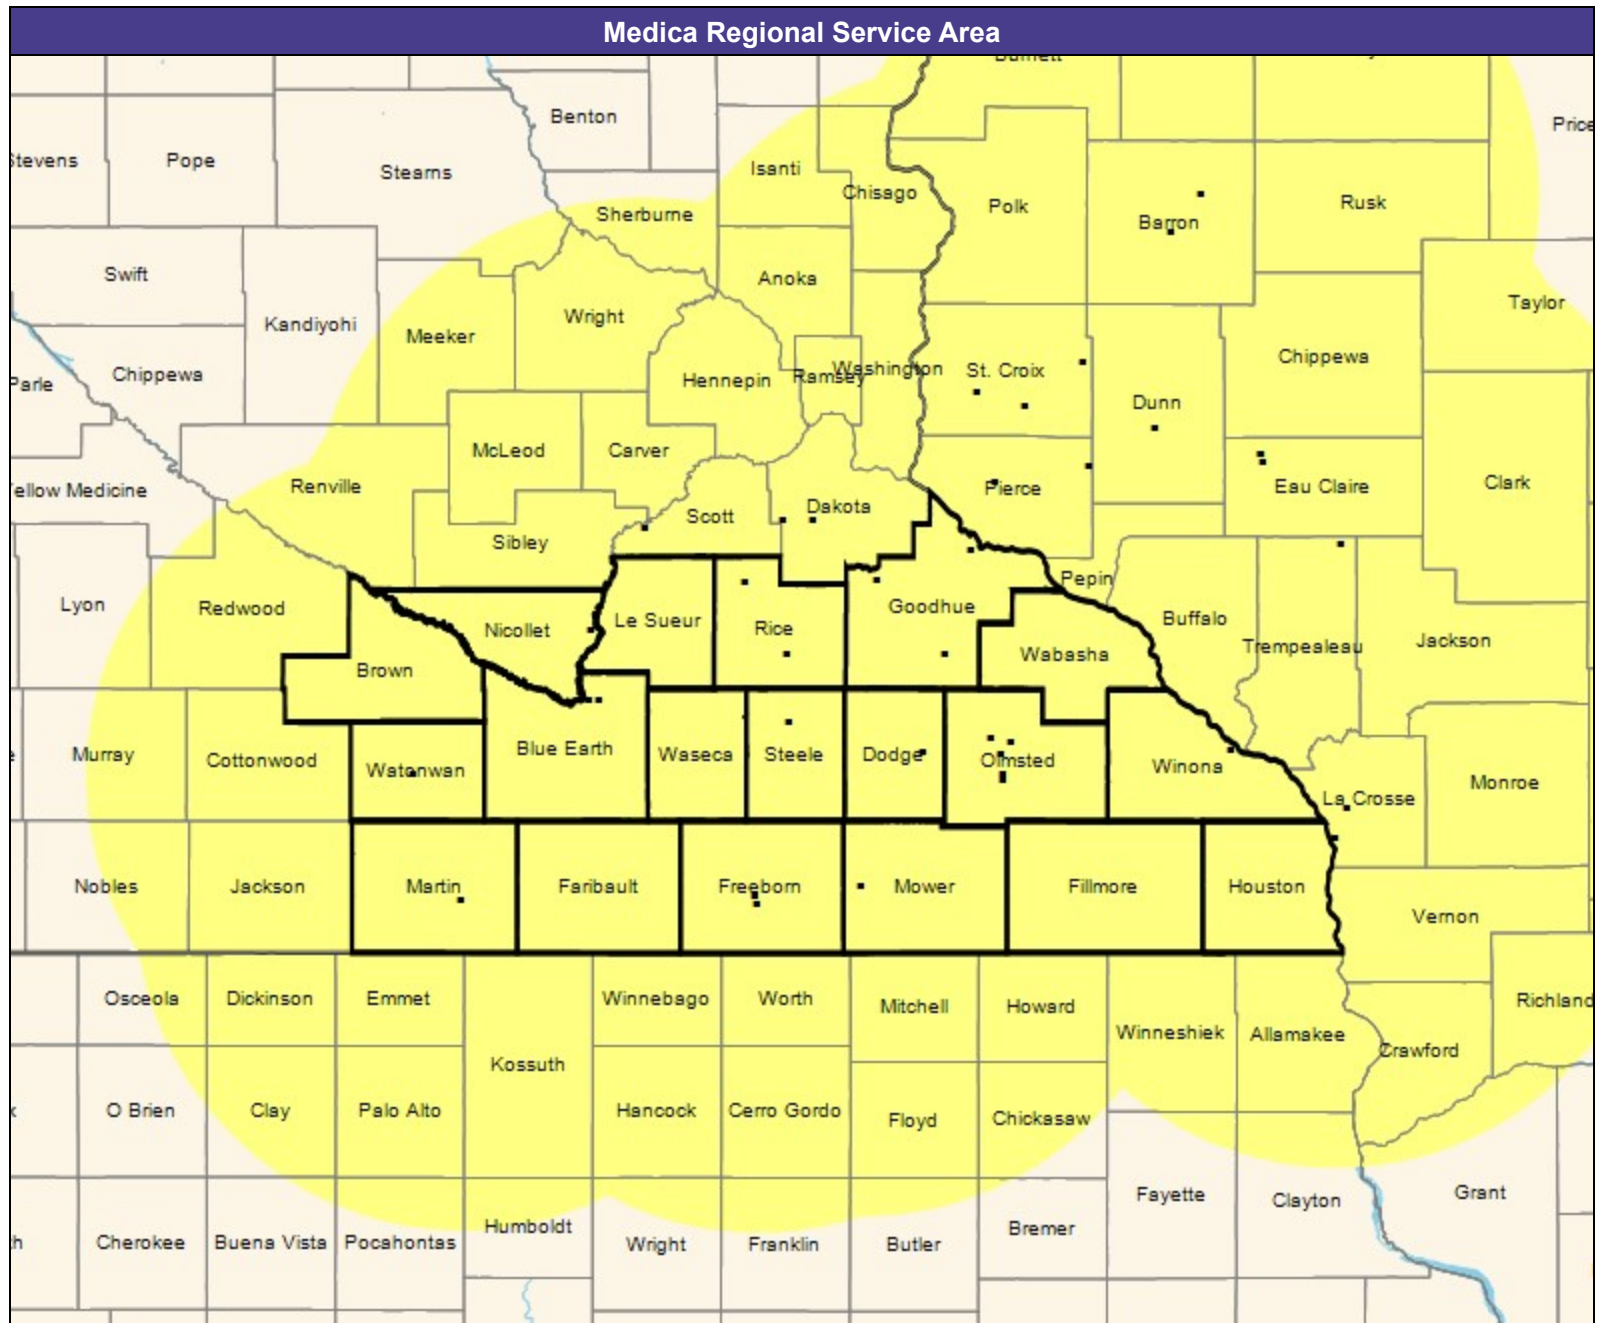 Medica Regional Service Area
Benton
Price
Stevens
Pope
Stearns
Isanti
Chisago
Sherburne
Polk
Barron
Rusk
Swift
Anoka
Taylor
Kandiyohi
Wright
Meeker
Chippewa
Chippewa
Parle
Hennepin
Ramsey
Washington
St. Croix
Dunn
McLeod
Carver
Renville
ellow Medicine
Pierce
Eau Claire
Clark
Scott
Dakota
Sibley
Pepin
Lyon
Redwood
Nicollet
Le Sueur
Rice
Goodhue
Buffalo
Trempealeau
Jackson
Brown
Wabasha
Murray
Cottonwood
Watonwan
Blue Earth
Waseca
Steele
Dodge
Olmsted
Winona
La Crosse
Monroe
Nobles
Jackson
Martin
Faribault
Freeborn
Mower
Fillmore
Houston
Vernon
Osceola
Dickinson
Emmet
Winnebago
Worth
Mitchell
Howard
Richland
Winneshiek
Allamakee
Crawford
Kossuth
O Brien
Clay
Palo Alto
Hancock
Cerro Gordo
Floyd
Chickasaw
Fayette
Clayton
Grant
Cherokee
Buena Vista
Pocahontas
Humboldt
Wright
Franklin
Butler
Bremer